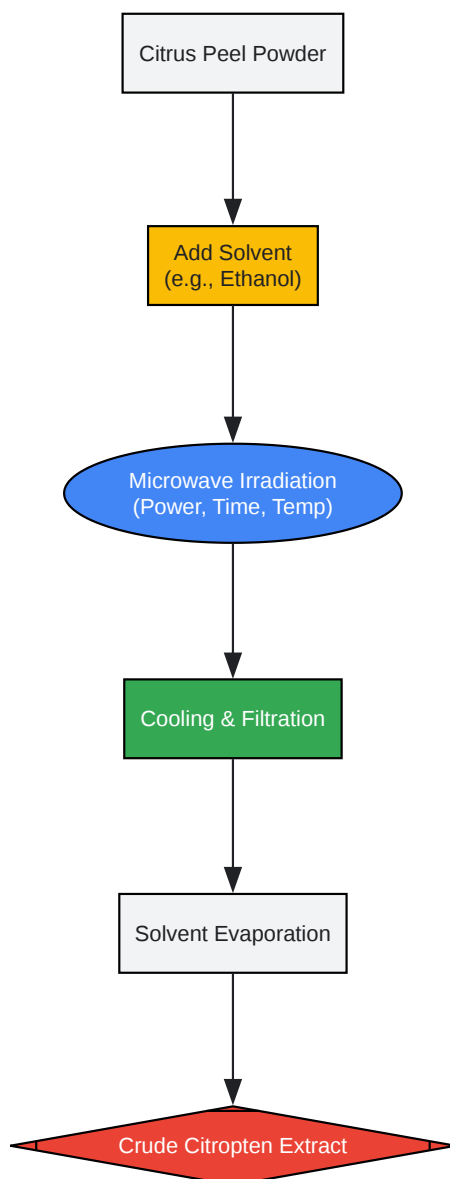 Citrus Peel Powder
Add Solvent
(e.g., Ethanol)
Microwave Irradiation
(Power, Time, Temp)
Cooling & Filtration
Solvent Evaporation
Crude Citropten Extract